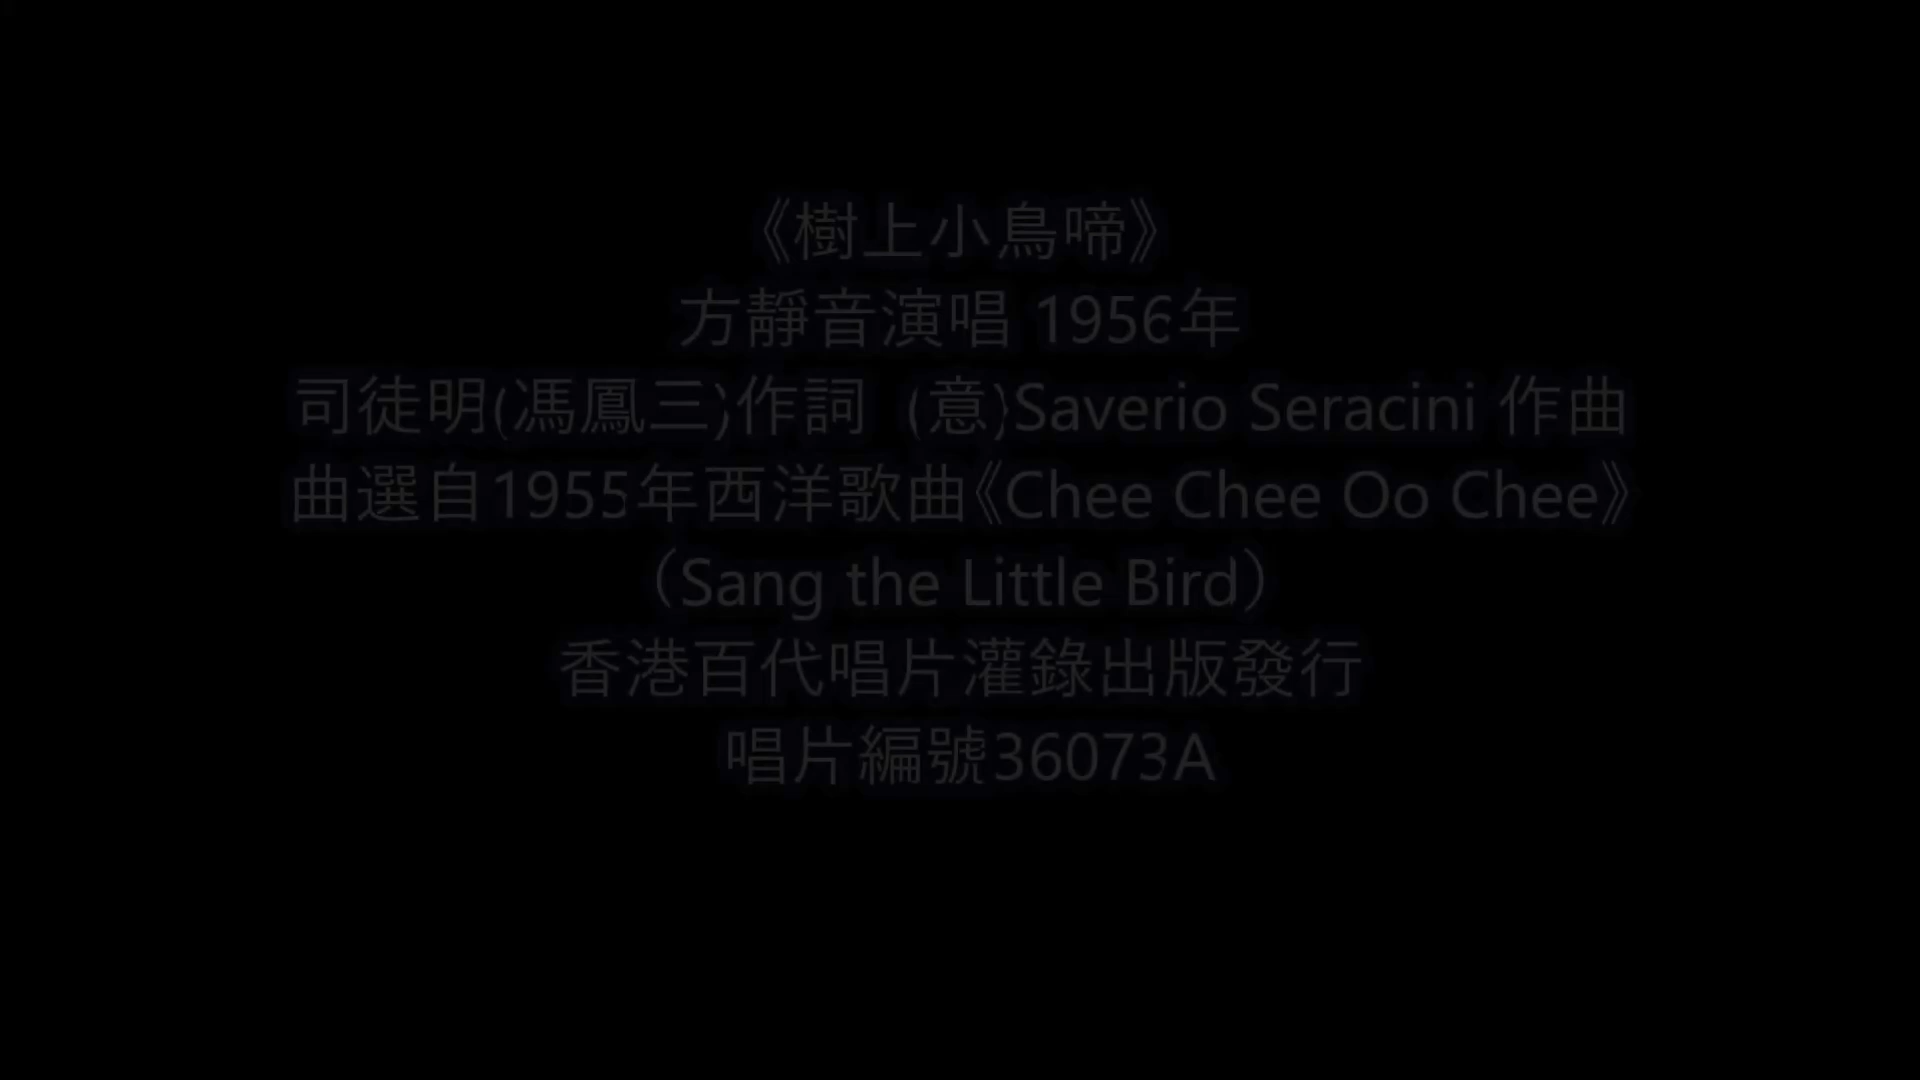 《樹上小鳥啼》
方靜音演唱 1956年
司徒明(馮鳳三)作詞 (意)Saverio Seracini 作曲
曲選自1955年西洋歌曲《Chee Chee Oo Chee》
（Sang the Little Bird）
香港百代唱片灌錄出版發行
唱片編號36073A